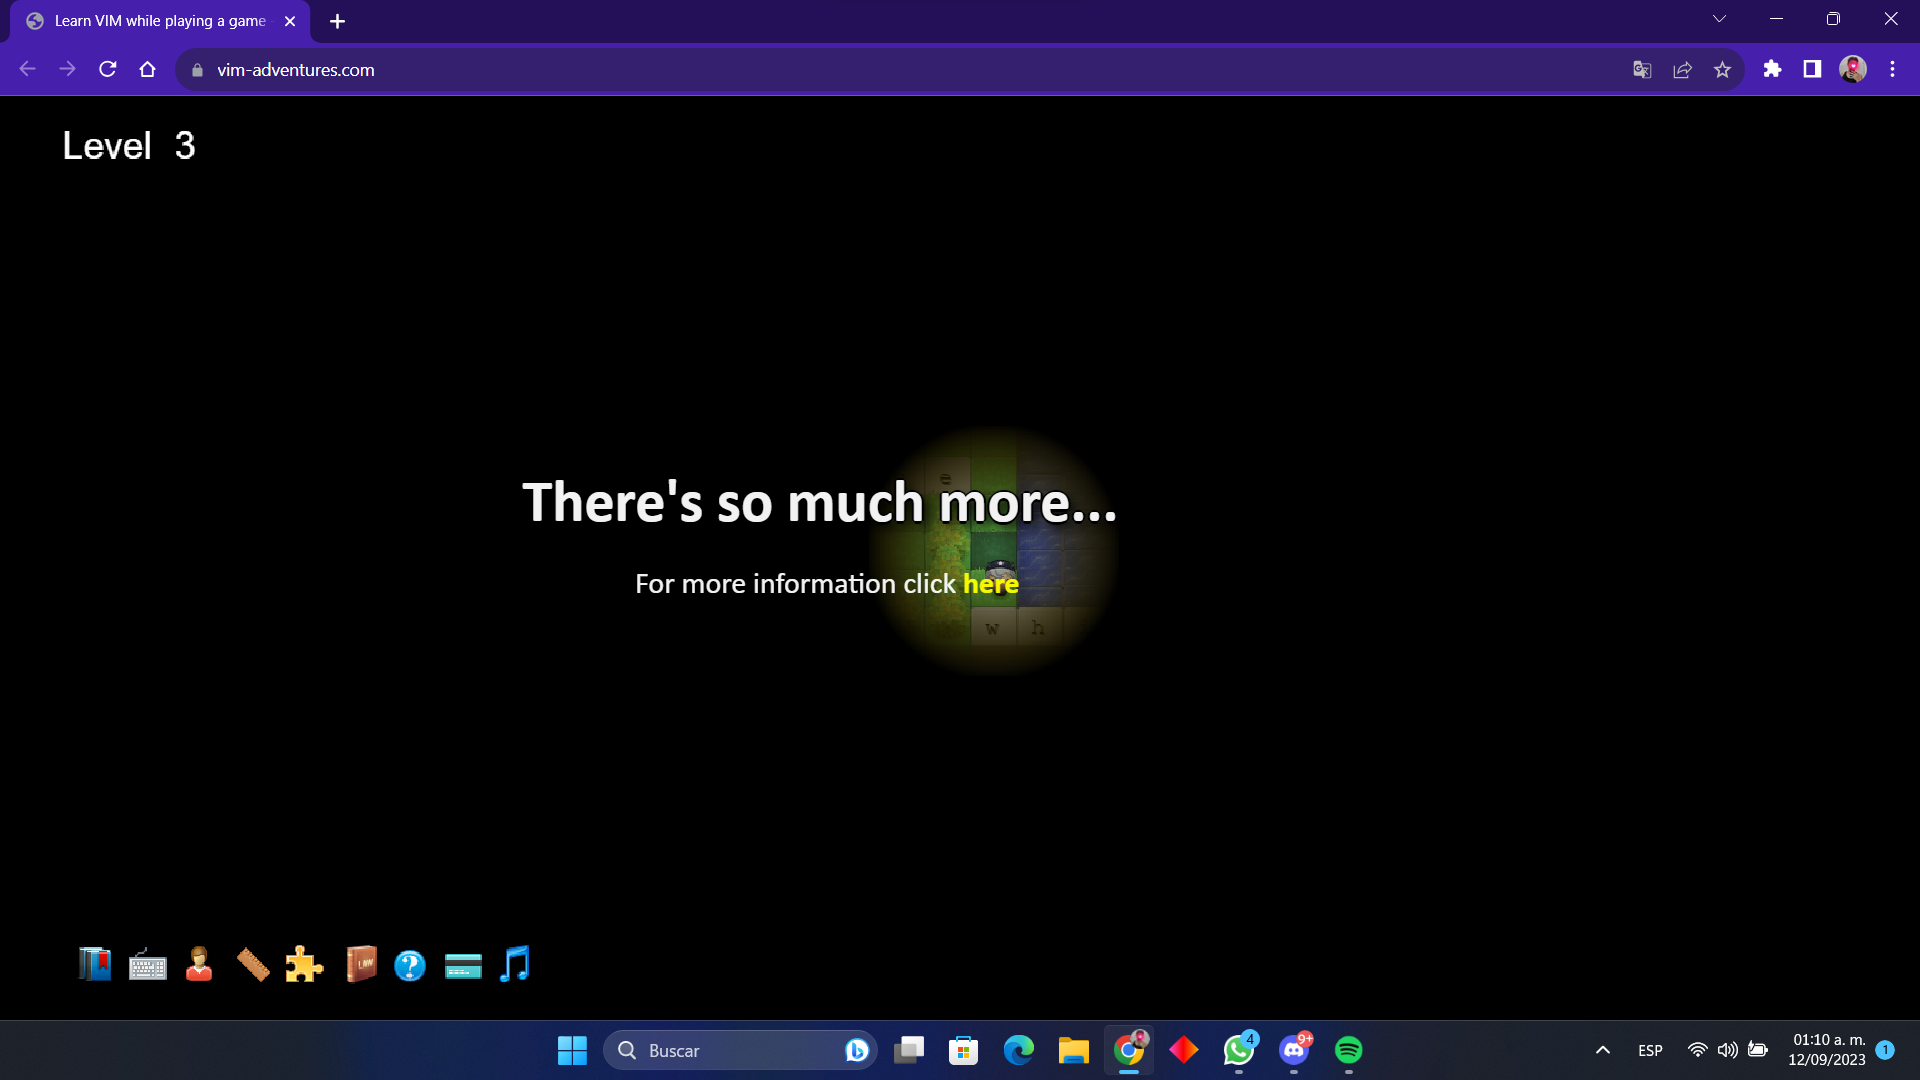 Learn VIM while playing a game
vim-adventures.com
Level 3
e
There's so much more...
For more information click here
w h
LAW
?
Buscar
4
9+
ESP
01:10 a. m.
12/09/2023
1